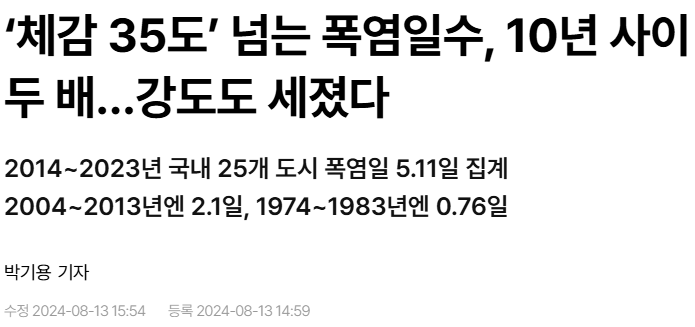 ‘체감 35도’ 넘는 폭염일수, 10년 사이
두 배…강도도 세졌다
2014~2023년 국내 25개 도시 폭염일 5.11일 집계
2004~2013년엔 2.1일, 1974~1983년엔 0.76일
박기용 기자
수정 2024-08-13 15:54 등록 2024-08-13 14:59